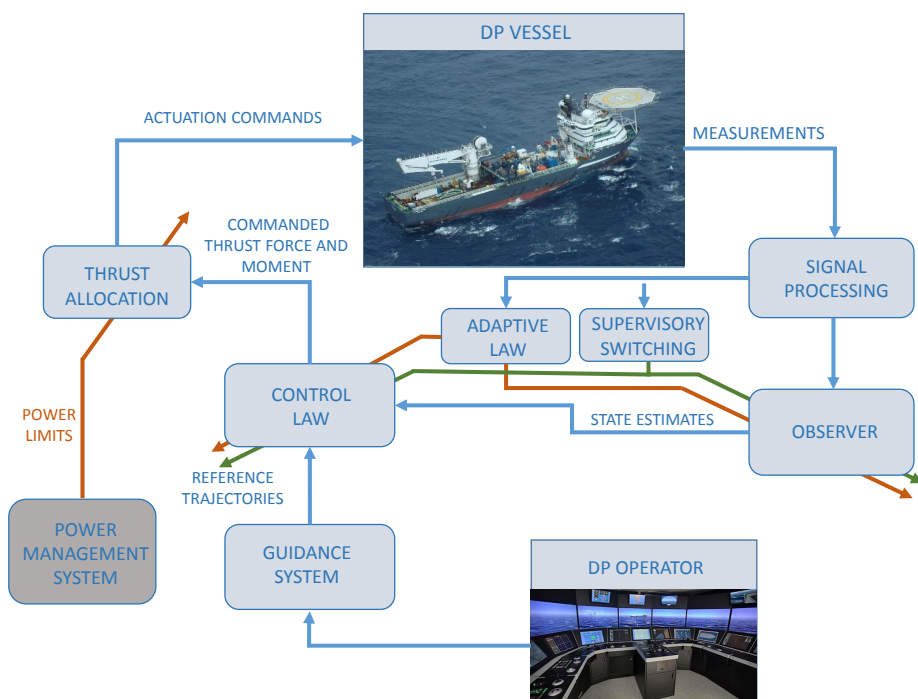 DP VESSEL
ACTUATION COMMANDS
MEASUREMENTS
COMMANDED
THRUST FORCE AND
MOMENT
THRUST
ALLOCATION
SIGNAL
PROCESSING
ADAPTIVE
LAW
SUPERVISORY
SWITCHING
CONTROL
LAW
POWER
LIMITS
STATE ESTIMATES
OBSERVER
REFERENCE
TRAJECTORIES
POWER
MANAGEMENT
SYSTEM
GUIDANCE
SYSTEM
DP OPERATOR